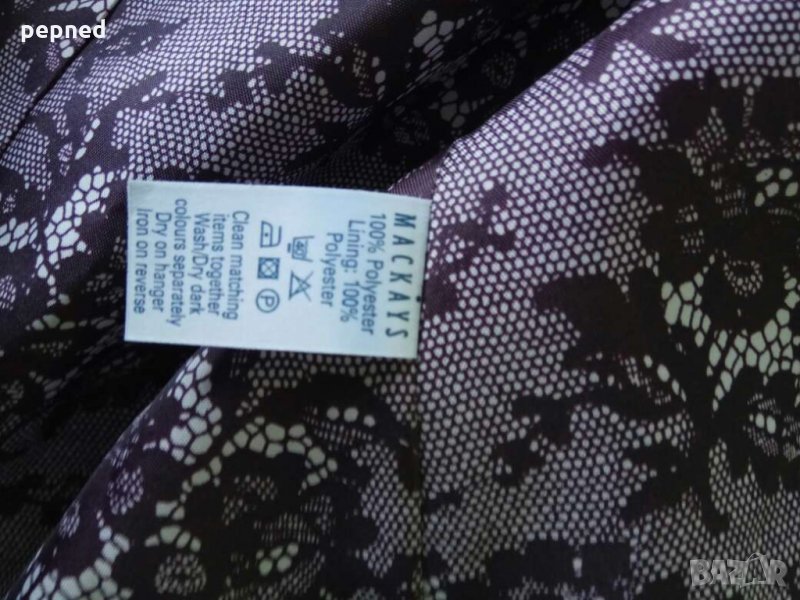 pepned
MACKAYS
100% Polyester
Lining: 100%
Polyester
Clean matching
items together
Wash/Dry dark
colours separately
Dry on hanger
Iron on reverse
BAZAR